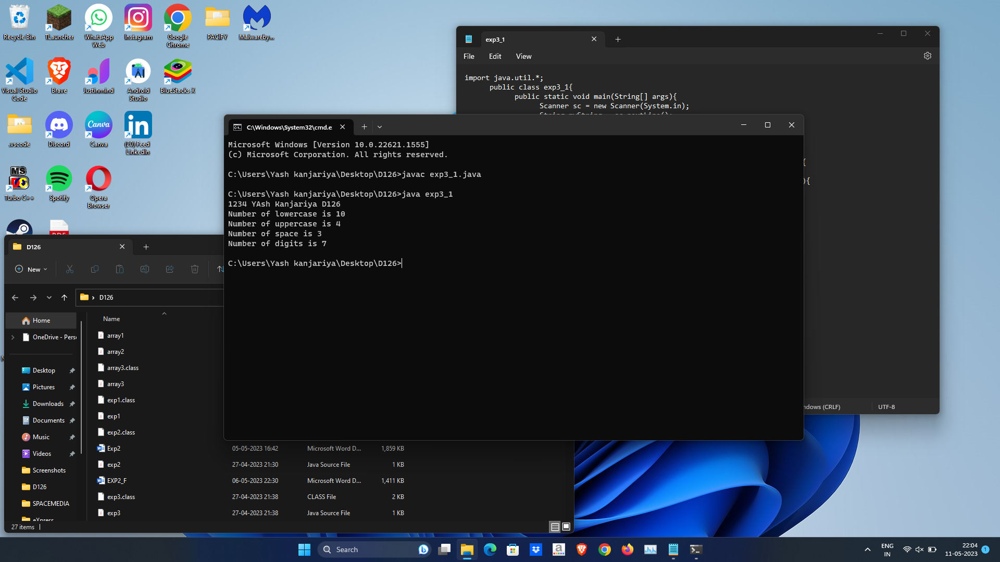 Recycle Bin
TLauncher
WhatsApp Web
Instagram
Google Chrome
PACIFY
Malwareby...
Visual Studio Code
Brave
Justinmind
Android Studio
BlueStacks X
.vscode
Discord
Canva
Canva
(20) Feed LinkedIn
Turbo C++
Spotify
Opera Browser
PDF
exp3_1
File
Edit
View
import java.util.*;
public class exp3_1{
public static void main(String[] args){
Scanner sc = new Scanner(System.in);
{
){
Windows (CRLF)
UTF-8
C:\Windows\System32\cmd.e
Microsoft Windows [Version 10.0.22621.1555]
(c) Microsoft Corporation. All rights reserved.
C:\Users\Yash kanjariya\Desktop\D126>javac exp3_1.java
C:\Users\Yash kanjariya\Desktop\D126>java exp3_1
1234 YAsh Kanjariya D126
Number of lowercase is 10
Number of uppercase is 4
Number of space is 3
Number of digits is 7
C:\Users\Yash kanjariya\Desktop\D126>
D126
New
D126
Home
OneDrive - Pers
Desktop
Pictures
Downloads
Documents
Music
Videos
Screenshots
D126
SPACEMEDIA
eXpress
Name
array1
array2
array3.class
array3
exp1.class
exp1
exp2.class
Exp2 05-05-2023 16:42 Microsoft Word D... 1,859 KB
exp2 27-04-2023 21:30 Java Source File 1 KB
EXP2_F 06-05-2023 22:30 Microsoft Word D... 1,411 KB
exp3.class 27-04-2023 21:38 CLASS File 2 KB
exp3 27-04-2023 21:38 Java Source File 1 KB
27 items
Search
ENG
IN
22:04
11-05-2023
1